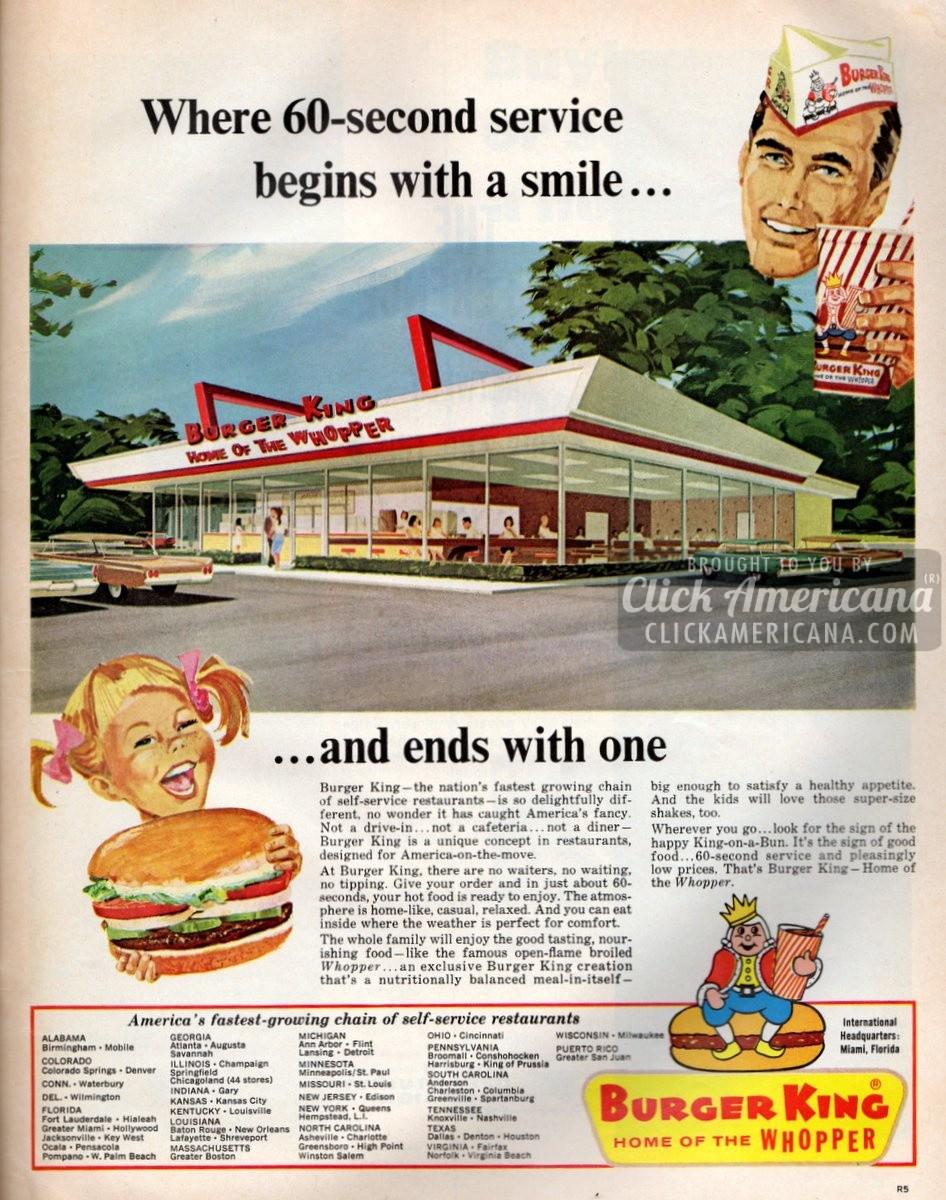 BURGER KING
HOME OF THE WHOPPER
Where 60-second service
begins with a smile...
BURGER KING
HOME OF THE WHOPPER
URGER KING
ME OF THE WHOPPER
BROUGHT TO YOU BY
Click Americana (R)
CLICKAMERICANA.COM
...and ends with one
Burger King—the nation's fastest growing chain
of self-service restaurants—is so delightfully dif-
ferent, no wonder it has caught America's fancy.
Not a drive-in...not a cafeteria...not a diner—
Burger King is a unique concept in restaurants,
designed for America-on-the-move.
At Burger King, there are no waiters, no waiting,
no tipping. Give your order and in just about 60-
seconds, your hot food is ready to enjoy. The atmos-
phere is home-like, casual, relaxed. And you can eat
inside where the weather is perfect for comfort.
The whole family will enjoy the good tasting, nour-
ishing food—like the famous open-flame broiled
Whopper...an exclusive Burger King creation
that's a nutritionally balanced meal-in-itself—
big enough to satisfy a healthy appetite.
And the kids will love those super-size
shakes, too.
Wherever you go...look for the sign of the
happy King-on-a-Bun. It's the sign of good
food...60-second service and pleasingly
low prices. That's Burger King—Home of
the Whopper.
America's fastest-growing chain of self-service restaurants
ALABAMA
Birmingham • Mobile
COLORADO
Colorado Springs • Denver
CONN. • Waterbury
DEL. • Wilmington
FLORIDA
Fort Lauderdale • Hialeah
Greater Miami • Hollywood
Jacksonville • Key West
Ocala • Pensacola
Pompano • W. Palm Beach
GEORGIA
Atlanta • Augusta
Savannah
ILLINOIS • Champaign
Springfield
Chicagoland (44 stores)
INDIANA • Gary
KANSAS • Kansas City
KENTUCKY • Louisville
LOUISIANA
Baton Rouge • New Orleans
Lafayette • Shreveport
MASSACHUSETTS
Greater Boston
MICHIGAN
Ann Arbor • Flint
Lansing • Detroit
MINNESOTA
Minneapolis/St. Paul
MISSOURI • St. Louis
NEW JERSEY • Edison
NEW YORK • Queens
Hempstead, L.I.
NORTH CAROLINA
Asheville • Charlotte
Greensboro • High Point
Winston Salem
OHIO • Cincinnati
PENNSYLVANIA
Broomall • Conshohocken
Harrisburg • King of Prussia
SOUTH CAROLINA
Anderson
Charleston • Columbia
Greenville • Spartanburg
TENNESSEE
Knoxville • Nashville
TEXAS
Dallas • Denton • Houston
VIRGINIA • Fairfax
Norfolk • Virginia Beach
WISCONSIN • Milwaukee
PUERTO RICO
Greater San Juan
International
Headquarters:
Miami, Florida
BURGER KING®
HOME OF THE WHOPPER
R5